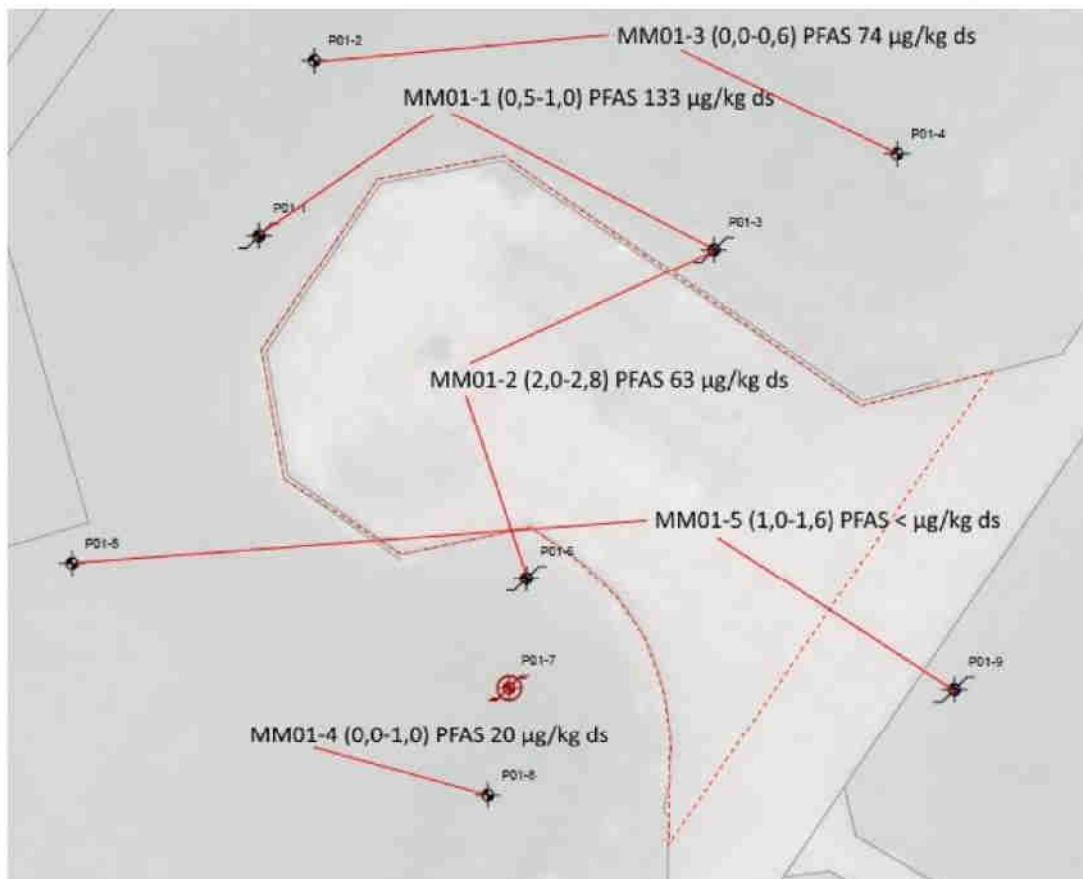 P01-2
MM01-3 (0,0-0,6) PFAS 74 µg/kg ds
MM01-1 (0,5-1,0) PFAS 133 µg/kg ds
P01-4
P01-1
P01-3
MM01-2 (2,0-2,8) PFAS 63 µg/kg ds
MM01-5 (1,0-1,6) PFAS < µg/kg ds
P01-5
P01-6
P01-7
P01-9
MM01-4 (0,0-1,0) PFAS 20 µg/kg ds
P01-8